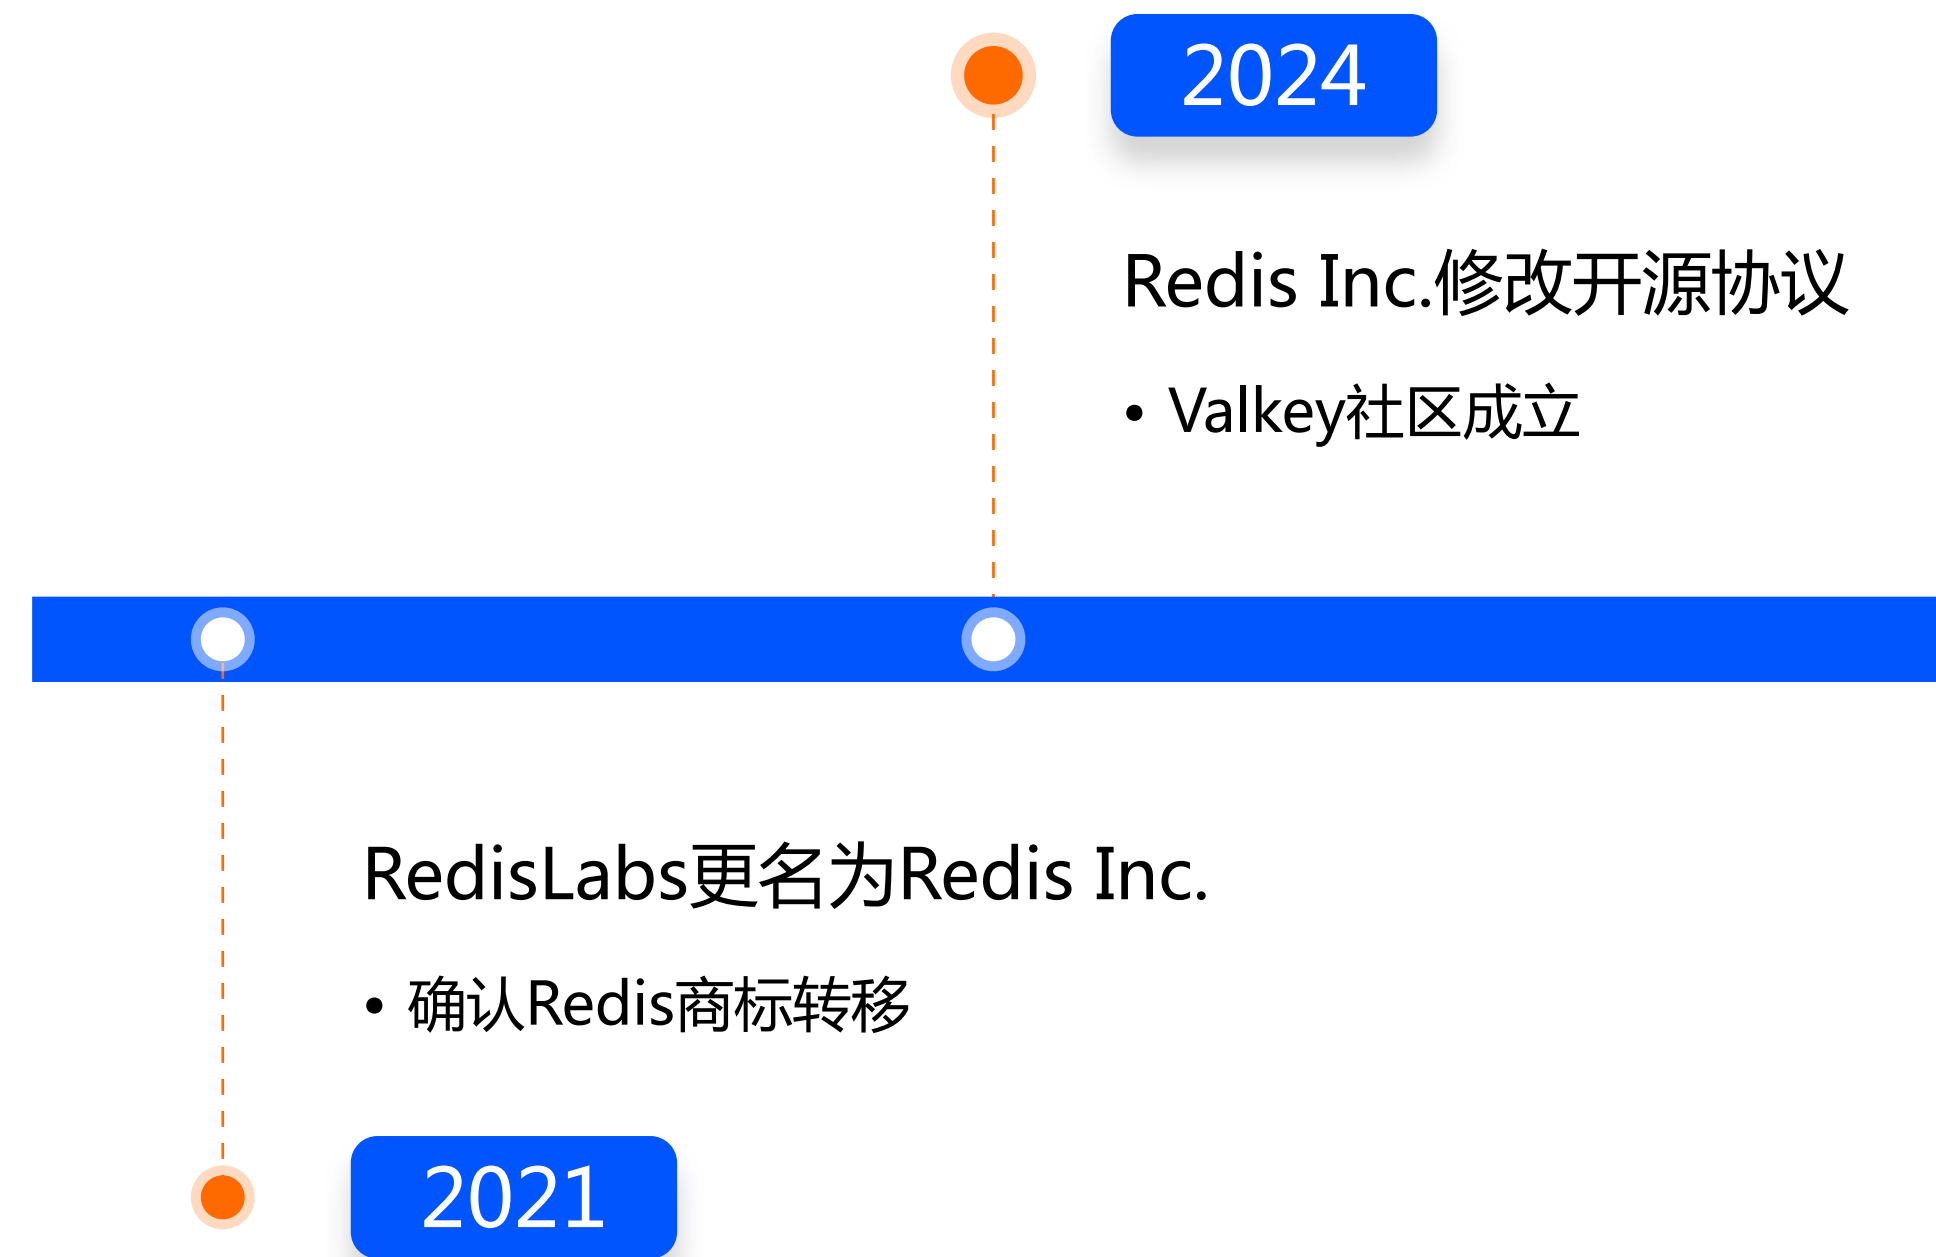 2024
Redis Inc.修改开源协议
• Valkey社区成立
RedisLabs更名为Redis Inc.
• 确认Redis商标转移
2021